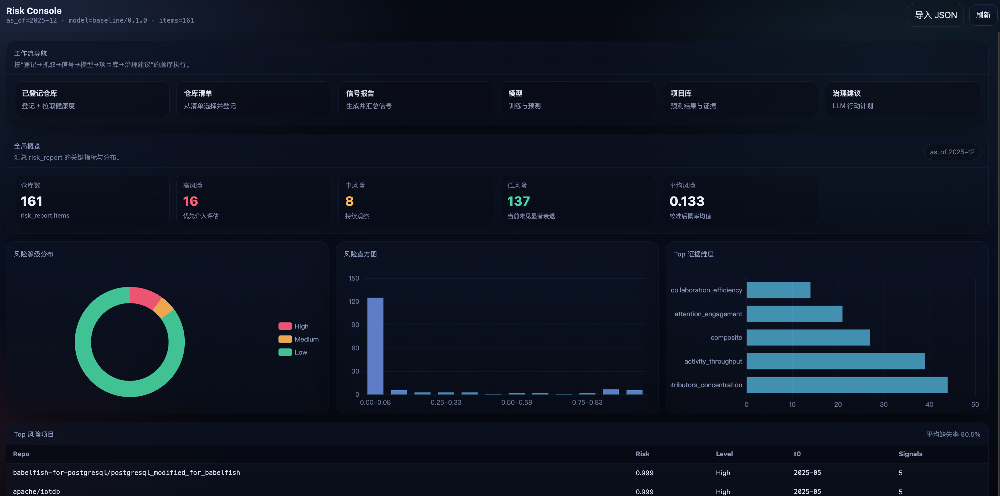 Risk Console
as_of=2025-12 · model=baseline/0.1.0 · items=161
导入 JSON
刷新
工作流导航
按“登记→抓取→信号→模型→项目库→治理建议”的顺序执行。
已登记仓库
登记 + 拉取健康度
仓库清单
从清单选择并登记
信号报告
生成并汇总信号
模型
训练与预测
项目库
预测结果与证据
治理建议
LLM 行动计划
全局概览
汇总 risk_report 的关键指标与分布。
as_of 2025-12
仓库数
161
risk_report.items
高风险
16
优先介入评估
中风险
8
持续观察
低风险
137
当前未见显著衰退
平均风险
0.133
校准后概率均值
风险等级分布
High
Medium
Low
风险直方图
150
120
90
60
30
0
0.00–0.08
0.25–0.33
0.50–0.58
0.75–0.83
Top 证据维度
collaboration_efficiency
attention_engagement
composite
activity_throughput
tributors_concentration
0 10 20 30 40 50
Top 风险项目
平均缺失率 80.5%
Repo Risk Level t0 Signals
babelfish-for-postgresql/postgresql_modified_for_babelfish 0.999 High 2025-05 5
apache/iotdb 0.999 High 2025-05 5